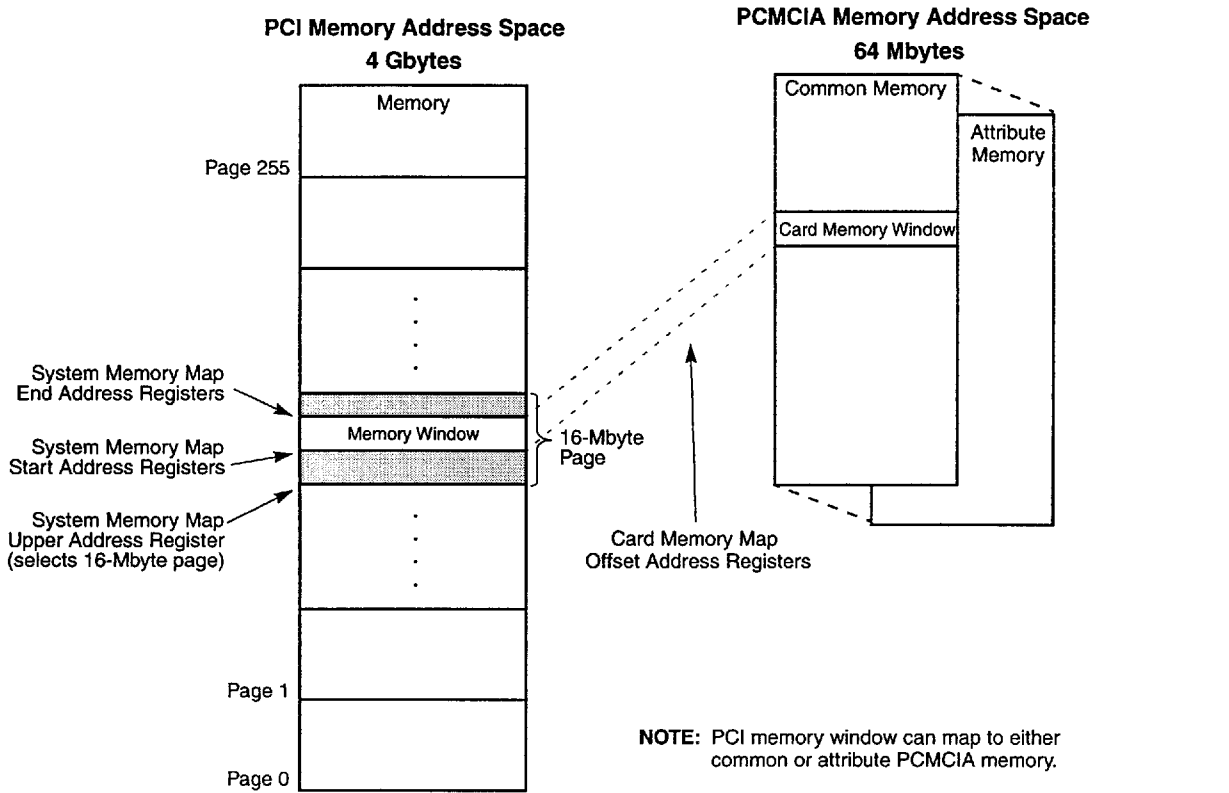 PCI Memory Address Space
4 Gbytes
Memory
Page 255
System Memory Map
End Address Registers
Memory Window
System Memory Map
Start Address Registers
16-Mbyte
Page
System Memory Map
Upper Address Register
(selects 16-Mbyte page)
Page 1
Page 0
PCMCIA Memory Address Space
64 Mbytes
Common Memory
Attribute
Memory
Card Memory Window
Card Memory Map
Offset Address Registers
NOTE: PCI memory window can map to either
common or attribute PCMCIA memory.